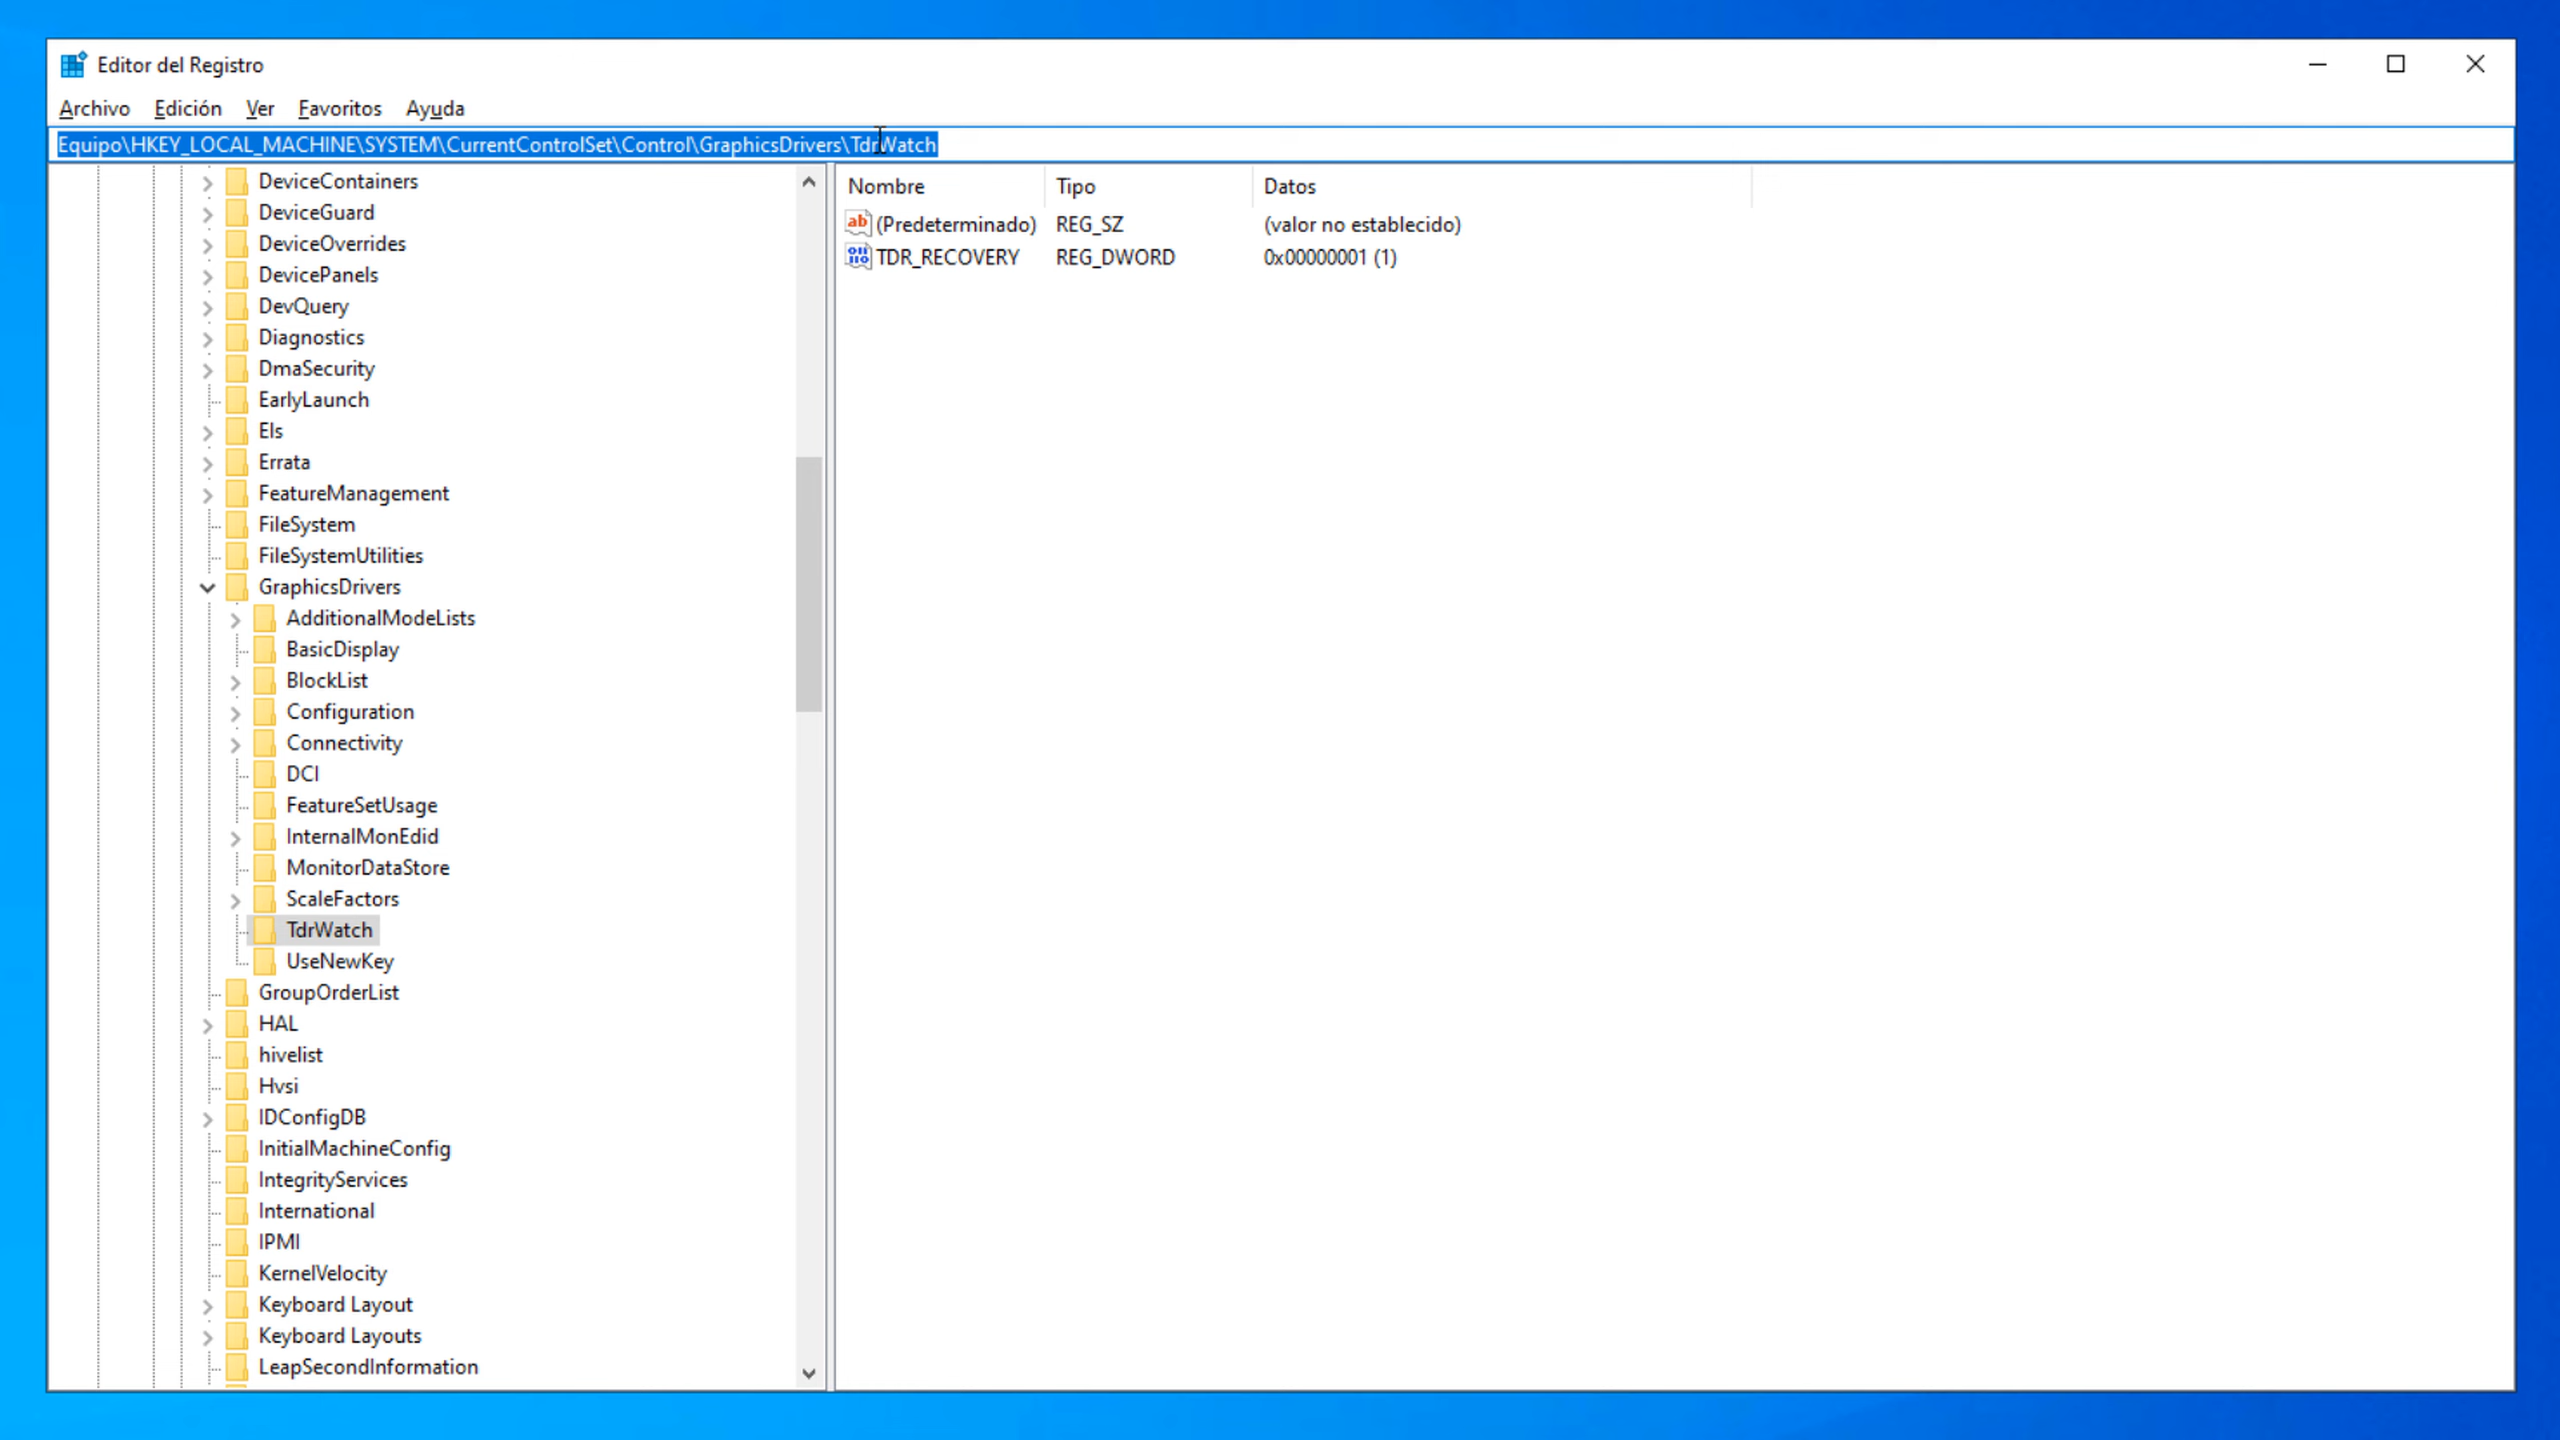 Editor del Registro
Archivo Edición Ver Favoritos Ayuda
Equipo\HKEY_LOCAL_MACHINE\SYSTEM\CurrentControlSet\Control\GraphicsDrivers\TdrWatch
DeviceContainers
DeviceGuard
DeviceOverrides
DevicePanels
DevQuery
Diagnostics
DmaSecurity
EarlyLaunch
Els
Errata
FeatureManagement
FileSystem
FileSystemUtilities
GraphicsDrivers
AdditionalModeLists
BasicDisplay
BlockList
Configuration
Connectivity
DCI
FeatureSetUsage
InternalMonEdid
MonitorDataStore
ScaleFactors
TdrWatch
UseNewKey
GroupOrderList
HAL
hivelist
Hvsi
IDConfigDB
InitialMachineConfig
IntegrityServices
International
IPMI
KernelVelocity
Keyboard Layout
Keyboard Layouts
LeapSecondInformation
Nombre Tipo Datos
(Predeterminado) REG_SZ (valor no establecido)
TDR_RECOVERY REG_DWORD 0x00000001 (1)